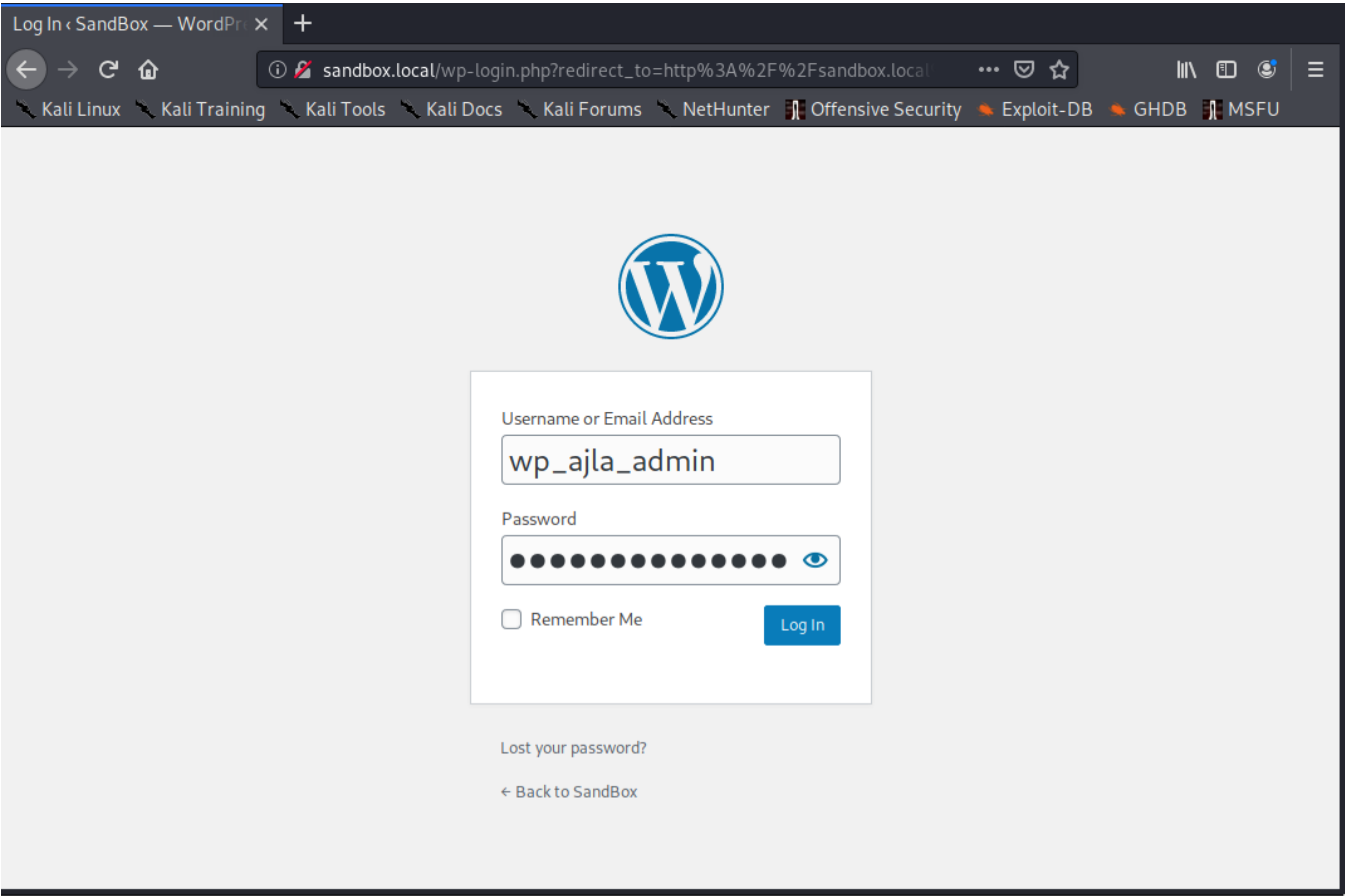 Log In ‹ SandBox — WordPre
sandbox.local/wp-login.php?redirect_to=http%3A%2F%2Fsandbox.local
Kali Linux Kali Training Kali Tools Kali Docs Kali Forums NetHunter Offensive Security Exploit-DB GHDB MSFU
Username or Email Address
wp_ajla_admin
Password
Remember Me
Log In
Lost your password?
← Back to SandBox